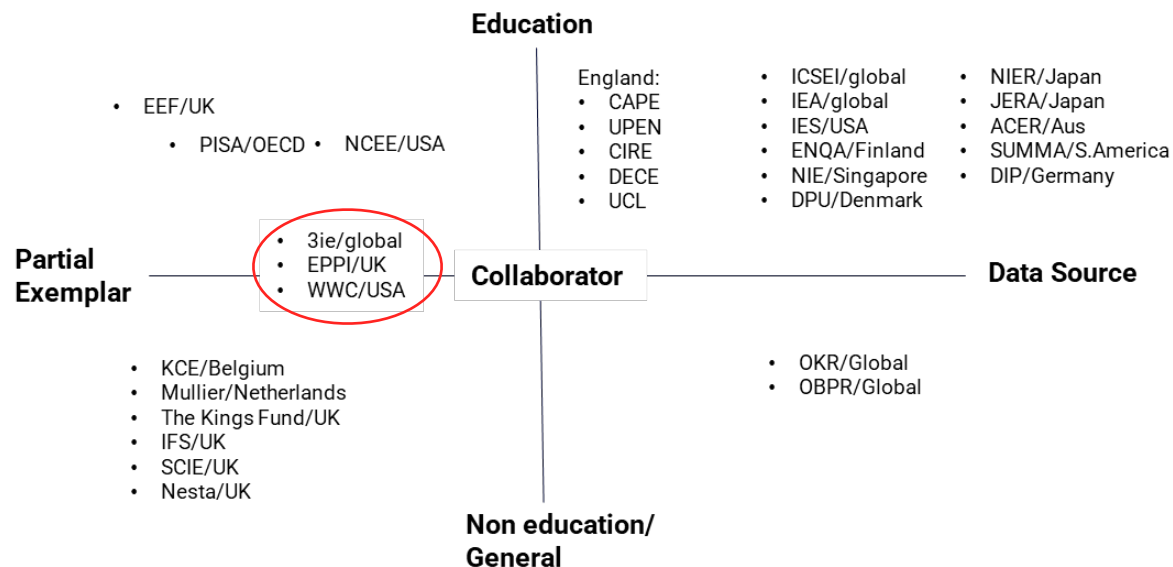 Education
• EEF/UK
• PISA/OECD
• NCEE/USA
England:
• CAPE
• UPEN
• CIRE
• DECE
• UCL
• ICSEI/global
• IEA/global
• IES/USA
• ENQA/Finland
• NIE/Singapore
• DPU/Denmark
• NIER/Japan
• JERA/Japan
• ACER/Aus
• SUMMA/S.America
• DIP/Germany
Partial
Exemplar
• 3ie/global
• EPPI/UK
• WWC/USA
Collaborator
Data Source
• KCE/Belgium
• Mullier/Netherlands
• The Kings Fund/UK
• IFS/UK
• SCIE/UK
• Nesta/UK
• OKR/Global
• OBPR/Global
Non education/
General